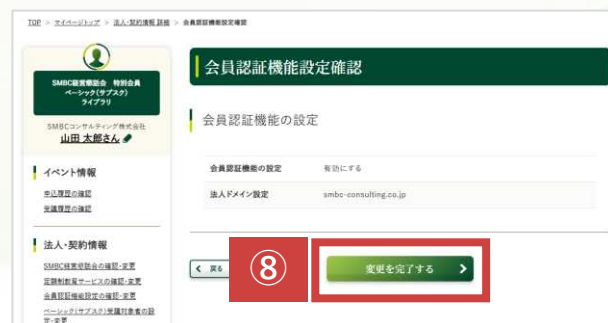 TOP > マイページトップ > 法人・契約情報 詳細 > 会員認証機能設定確認
SMBC経営懇話会 特別会員
ベーシック(サブスク)
ライブラリ
SMBCコンサルティング株式会社
山田 太郎さん
イベント情報
申込履歴の確認
受講履歴の確認
法人・契約情報
SMBC経営懇話会の確認・変更
定額制教育サービスの確認・変更
会員認証機能設定の確認・変更
ベーシック(サブスク)受講対象者の設
定・変更
会員認証機能設定確認
会員認証機能の設定
会員認証機能の設定 有効にする
法人ドメイン設定 smbc-consulting.co.jp
戻る
⑧
変更を完了する